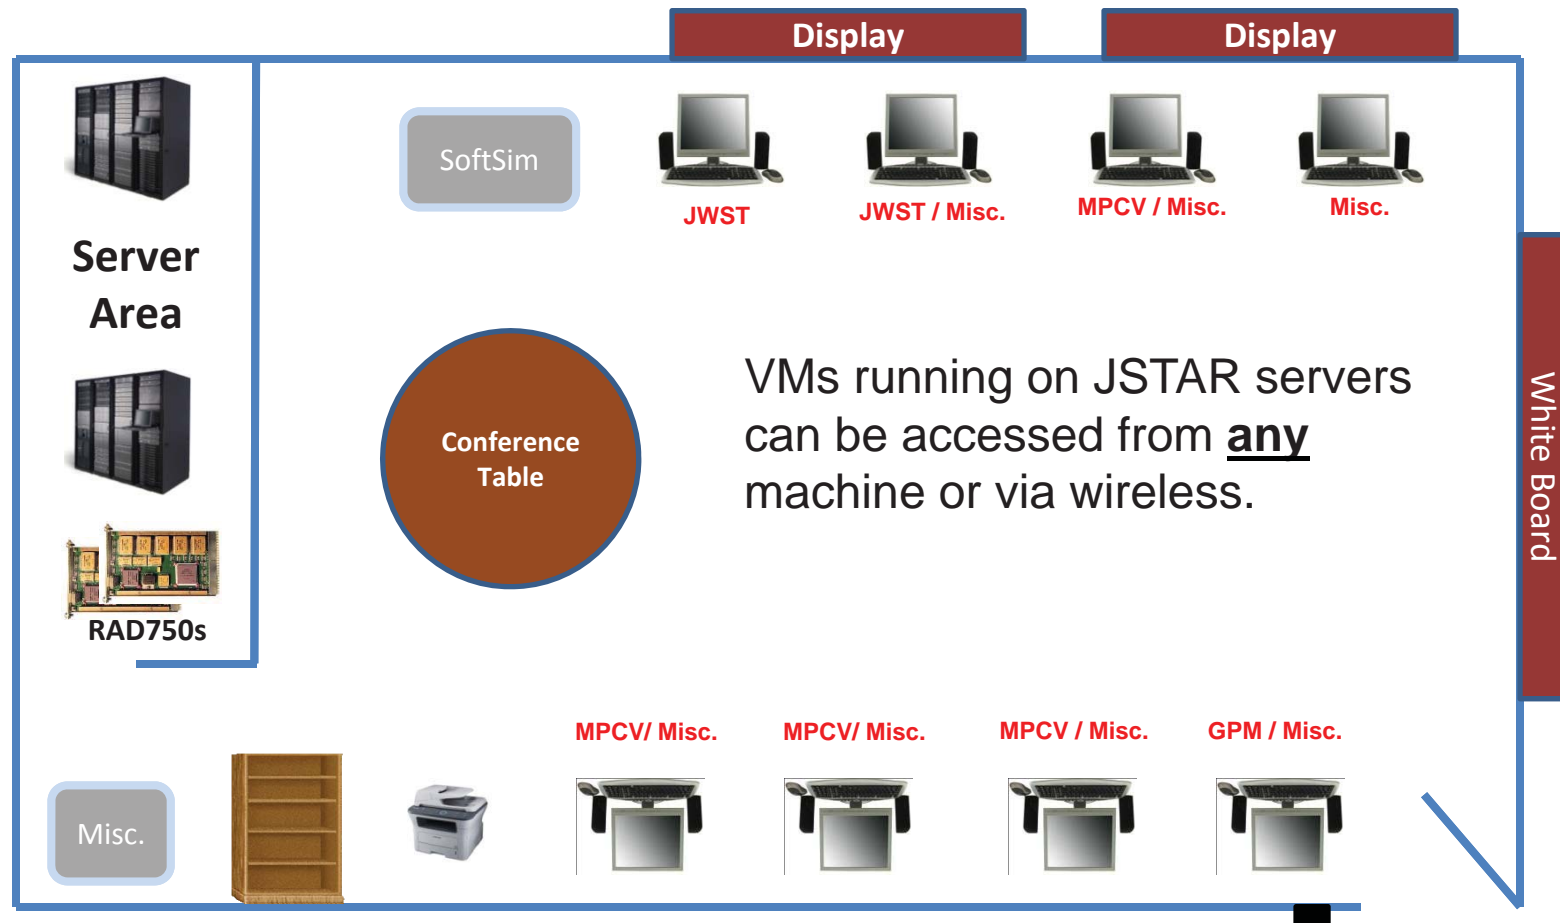 Display
Display
SoftSim
JWST
JWST / Misc.
MPCV / Misc.
Misc.
Server
Area
Conference
Table
VMs running on JSTAR servers
can be accessed from any
machine or via wireless.
White Board
RAD750s
MPCV/ Misc.
MPCV/ Misc.
MPCV / Misc.
GPM / Misc.
Misc.